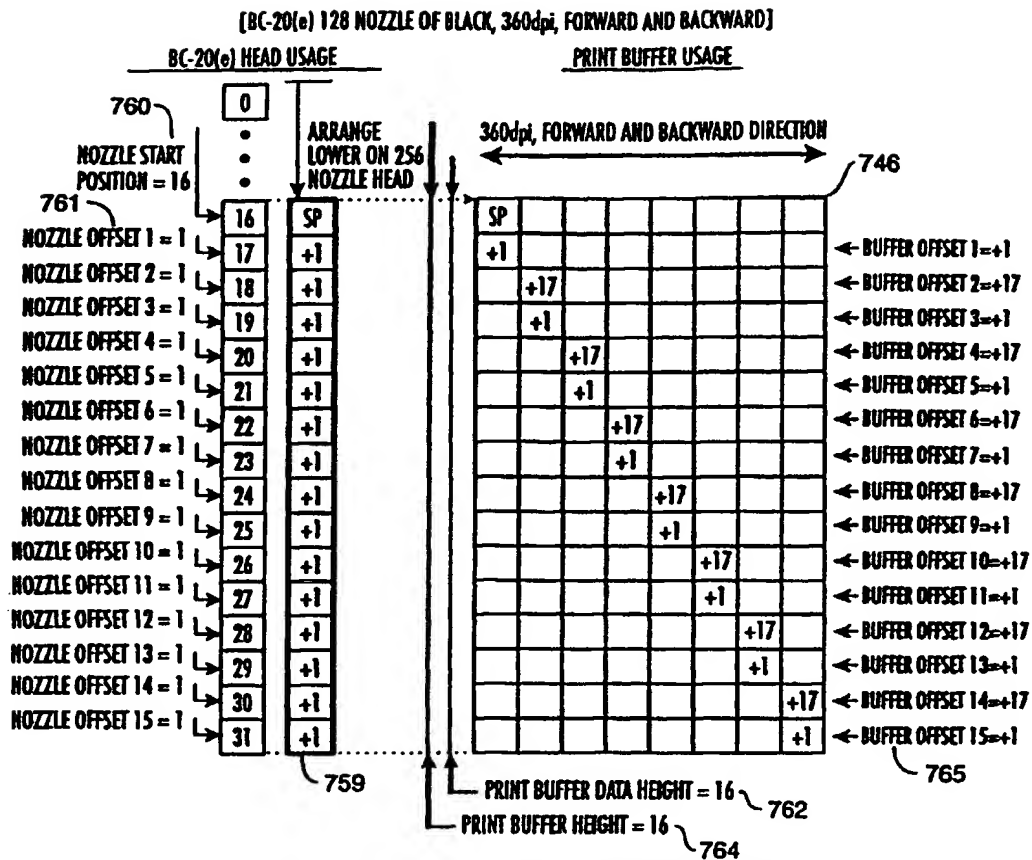 [BC-20(e) 128 NOZZLE OF BLACK, 360dpi, FORWARD AND BACKWARD]
BC-20(e) HEAD USAGE
PRINT BUFFER USAGE
760
0
NOZZLE START
POSITION = 16
ARRANGE
LOWER ON 256
NOZZLE HEAD
360dpi, FORWARD AND BACKWARD DIRECTION
746
761
16 SP SP
NOZZLE OFFSET 1 = 1 17 +1 +1 BUFFER OFFSET 1=+1
NOZZLE OFFSET 2 = 1 18 +1 +17 BUFFER OFFSET 2=+17
NOZZLE OFFSET 3 = 1 19 +1 +1 BUFFER OFFSET 3=+1
NOZZLE OFFSET 4 = 1 20 +1 +17 BUFFER OFFSET 4=+17
NOZZLE OFFSET 5 = 1 21 +1 +1 BUFFER OFFSET 5=+1
NOZZLE OFFSET 6 = 1 22 +1 +17 BUFFER OFFSET 6=+17
NOZZLE OFFSET 7 = 1 23 +1 +1 BUFFER OFFSET 7=+1
NOZZLE OFFSET 8 = 1 24 +1 +17 BUFFER OFFSET 8=+17
NOZZLE OFFSET 9 = 1 25 +1 +1 BUFFER OFFSET 9=+1
NOZZLE OFFSET 10 = 1 26 +1 +17 BUFFER OFFSET 10=+17
NOZZLE OFFSET 11 = 1 27 +1 +1 BUFFER OFFSET 11=+1
NOZZLE OFFSET 12 = 1 28 +1 +17 BUFFER OFFSET 12=+17
NOZZLE OFFSET 13 = 1 29 +1 +1 BUFFER OFFSET 13=+1
NOZZLE OFFSET 14 = 1 30 +1 +17 BUFFER OFFSET 14=+17
NOZZLE OFFSET 15 = 1 31 +1 +1 BUFFER OFFSET 15=+1
759
765
PRINT BUFFER DATA HEIGHT = 16
762
PRINT BUFFER HEIGHT = 16
764